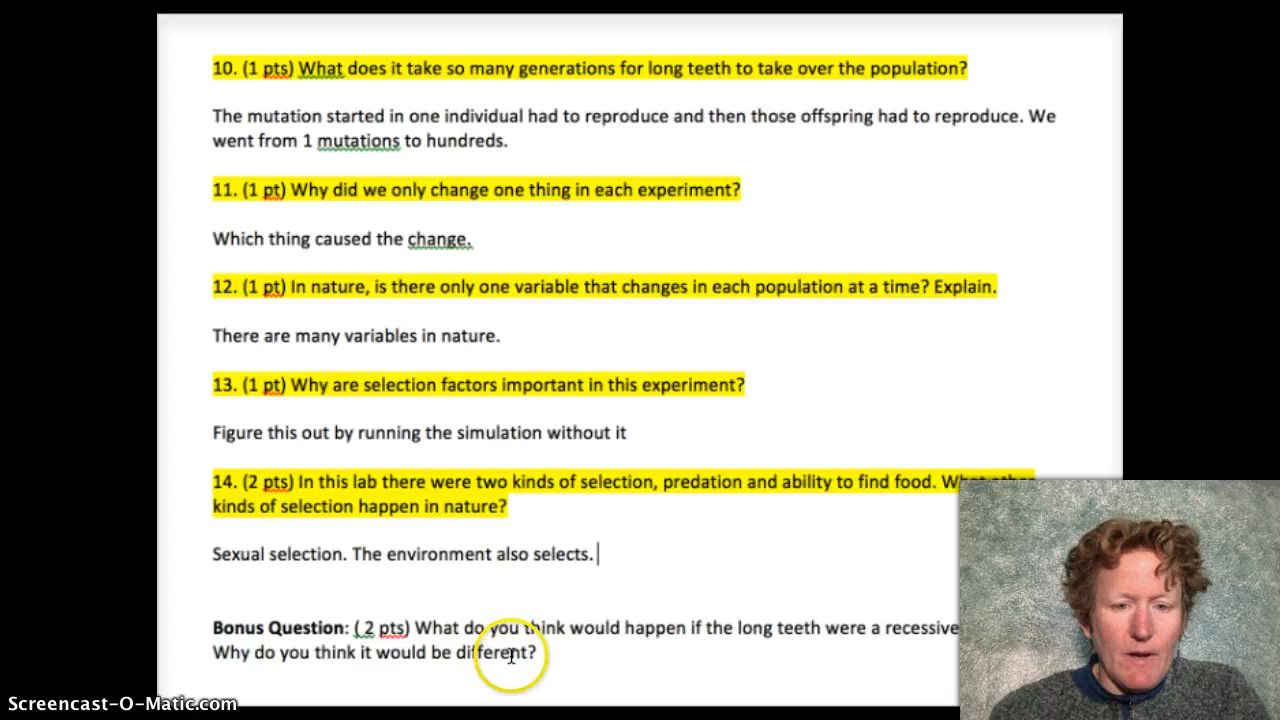 10. (1 pts) What does it take so many generations for long teeth to take over the population?
The mutation started in one individual had to reproduce and then those offspring had to reproduce. We
went from 1 mutations to hundreds.
11. (1 pt) Why did we only change one thing in each experiment?
Which thing caused the change.
12. (1 pt) In nature, is there only one variable that changes in each population at a time? Explain.
There are many variables in nature.
13. (1 pt) Why are selection factors important in this experiment?
Figure this out by running the simulation without it
14. (2 pts) In this lab there were two kinds of selection, predation and ability to find food. What other
kinds of selection happen in nature?
Sexual selection. The environment also selects.
Bonus Question: ( 2 pts) What do you think would happen if the long teeth were a recessive
Why do you think it would be different?
Screencast-O-Matic.com